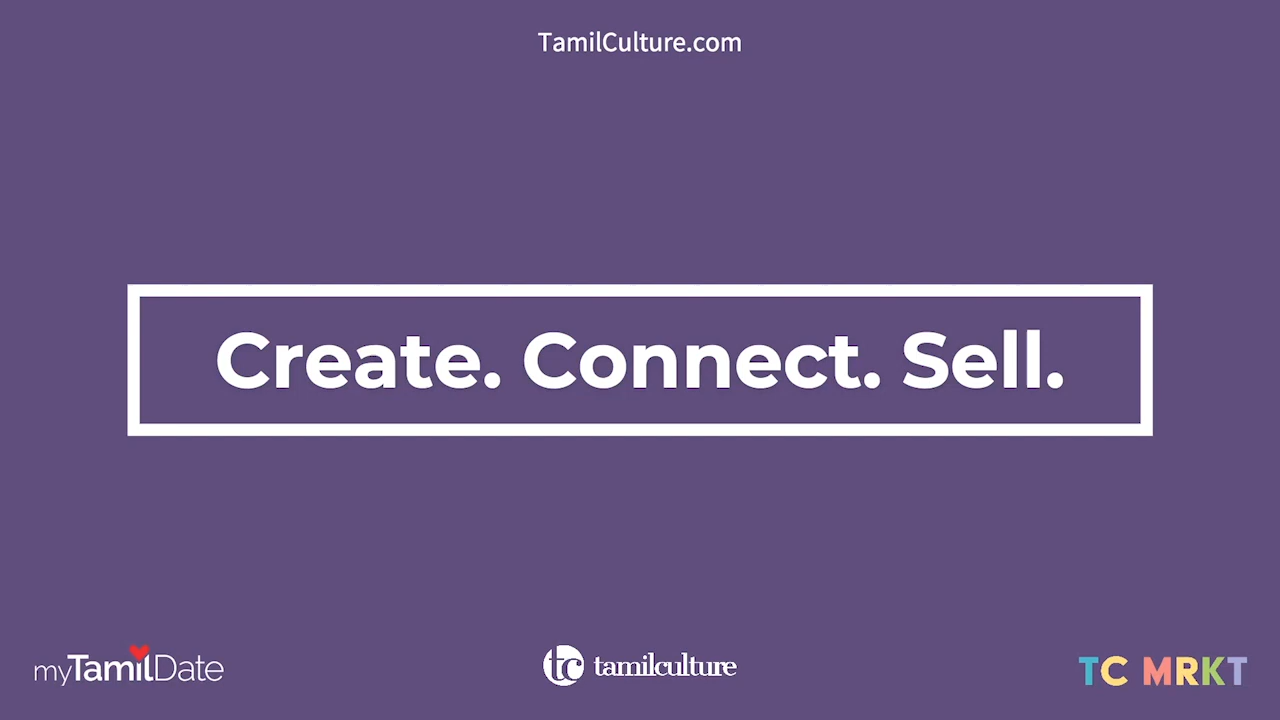 TamilCulture.com
Create. Connect. Sell.
myTamilDate
tc tamilculture
TC MRKT